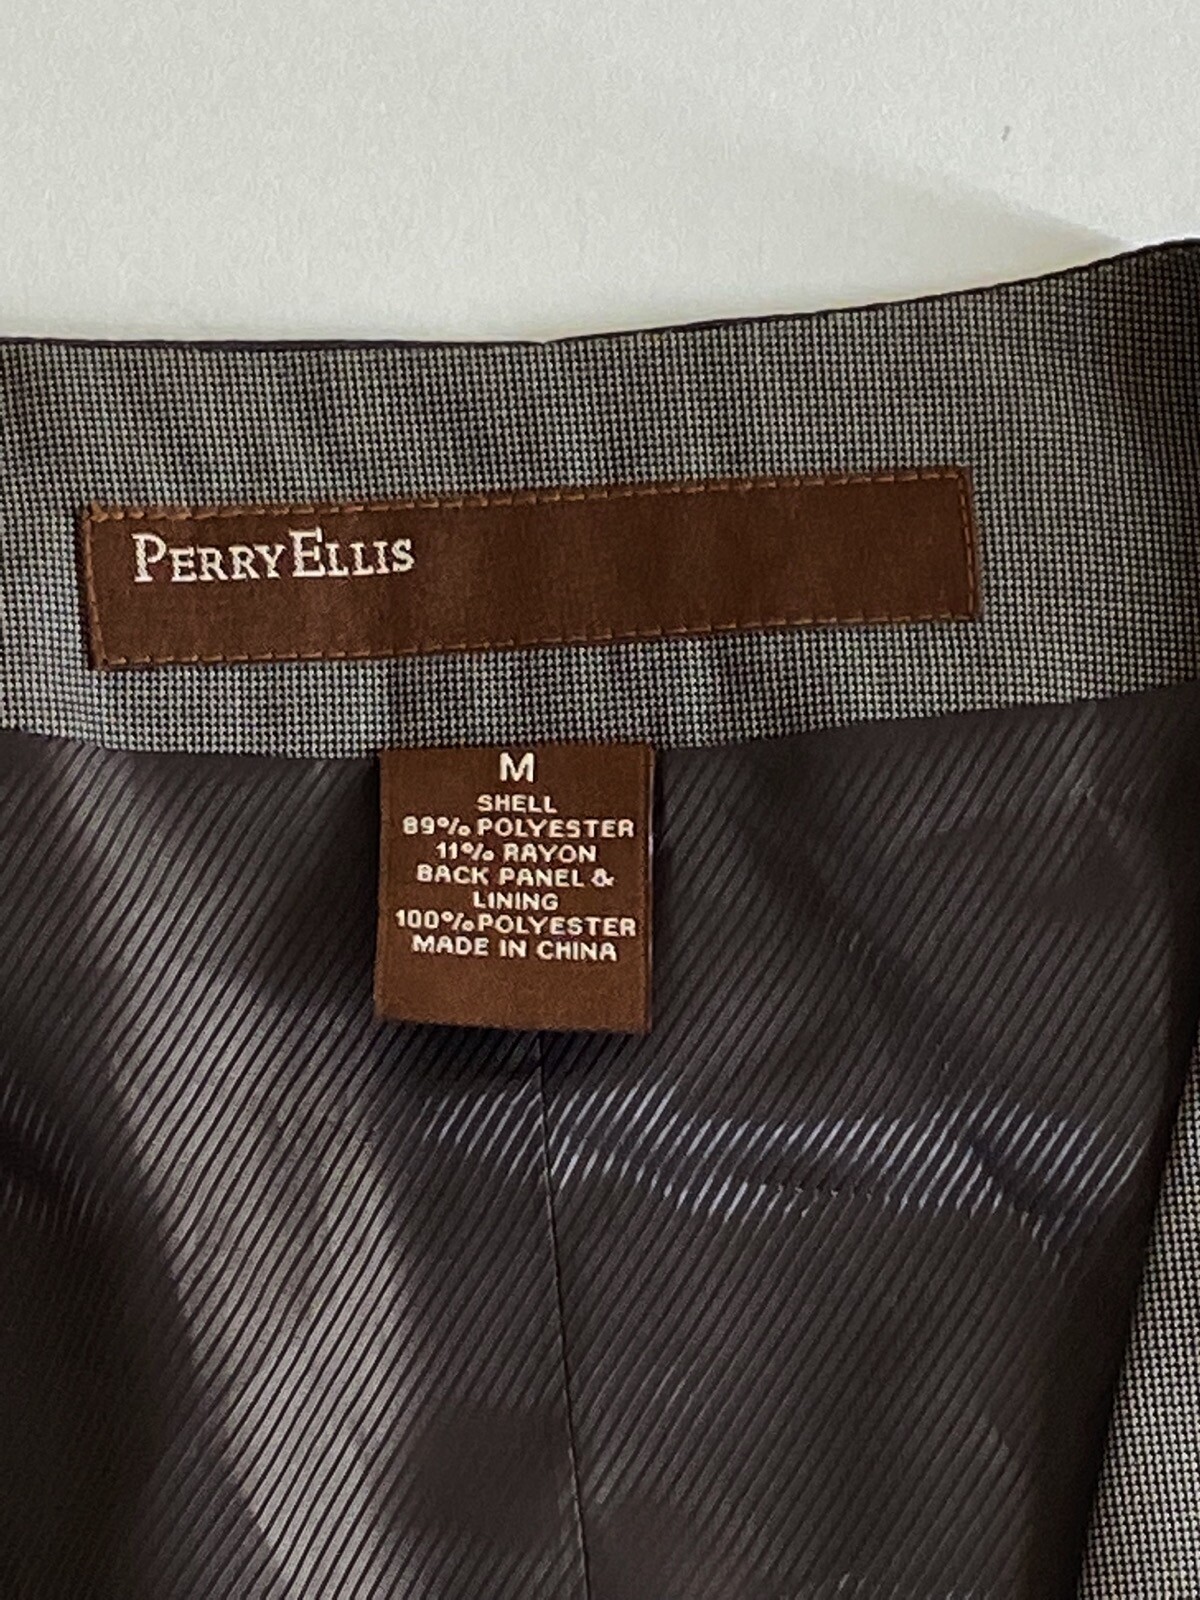 PERRY ELLIS
M
SHELL
89% POLYESTER
11% RAYON
BACK PANEL &
LINING
100% POLYESTER
MADE IN CHINA